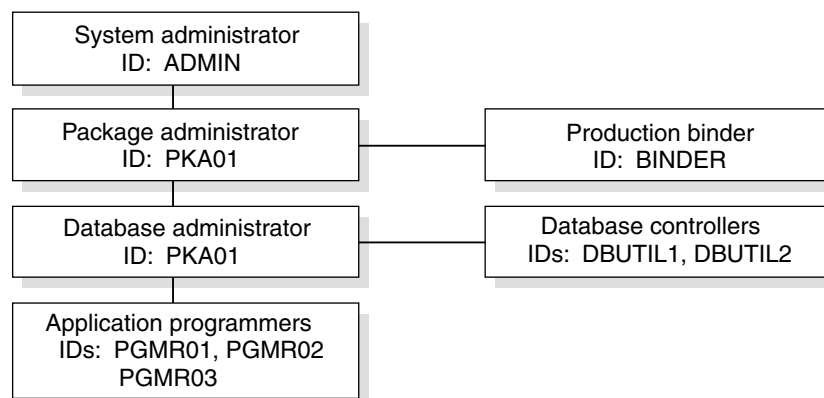 System administrator
ID: ADMIN
Package administrator
ID: PKA01
Production binder
ID: BINDER
Database administrator
ID: PKA01
Database controllers
IDs: DBUTIL1, DBUTIL2
Application programmers
IDs: PGMR01, PGMR02
PGMR03